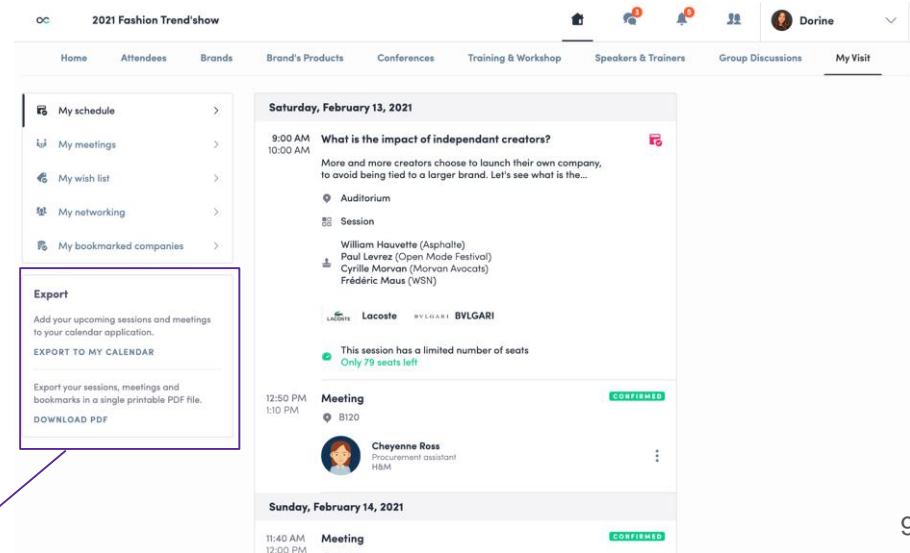 2021 Fashion Trend'show
3
5
Dorine
Home Attendees Brands Brand's Products Conferences Training & Workshop Speakers & Trainers Group Discussions My Visit
My schedule
My meetings
My wish list
My networking
My bookmarked companies
Export
Add your upcoming sessions and meetings
to your calendar application.
EXPORT TO MY CALENDAR
Export your sessions, meetings and
bookmarks in a single printable PDF file.
DOWNLOAD PDF
Saturday, February 13, 2021
9:00 AM What is the impact of independant creators?
10:00 AM
More and more creators choose to launch their own company,
to avoid being tied to a larger brand. Let's see what is the...
Auditorium
Session
William Hauvette (Asphalte)
Paul Levrez (Open Mode Festival)
Cyrille Morvan (Morvan Avocats)
Frédéric Maus (WSN)
LACOSTE Lacoste BVLGARI BVLGARI
This session has a limited number of seats
Only 79 seats left
12:50 PM Meeting CONFIRMED
1:10 PM B120
Cheyenne Ross
Procurement assistant
H&M
Sunday, February 14, 2021
11:40 AM Meeting CONFIRMED
12:00 PM
9